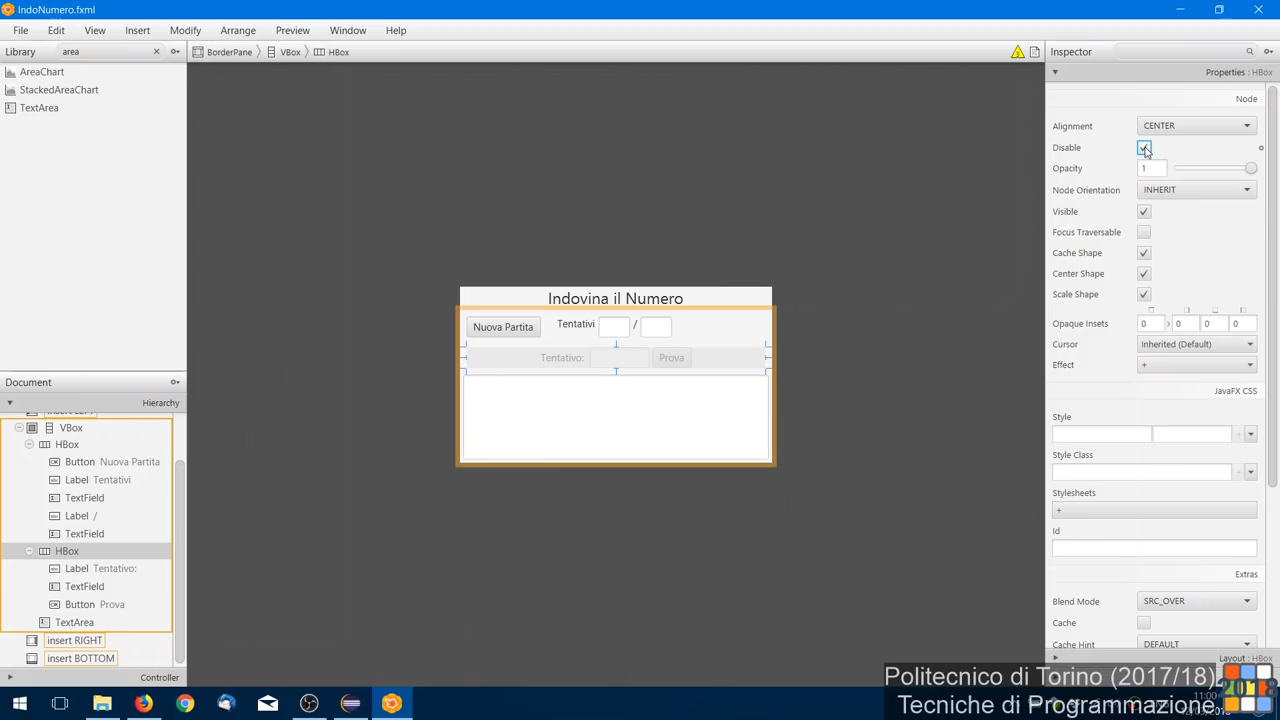 IndoNumero.fxml
File Edit View Insert Modify Arrange Preview Window Help
Library area
BorderPane VBox HBox
Inspector
AreaChart
StackedAreaChart
TextArea
Properties : HBox
Node
Alignment CENTER
Disable
Opacity 1
Node Orientation INHERIT
Visible
Focus Traversable
Cache Shape
Center Shape
Scale Shape
Opaque Insets 0 0 0 0
Cursor Inherited (Default)
Effect +
JavaFX CSS
Style
Style Class
Stylesheets
+
Id
Extras
Blend Mode SRC_OVER
Cache
Cache Hint DEFAULT
Layout : HBox
Indovina il Numero
Nuova Partita Tentativi /
Tentativo: Prova
Document
Hierarchy
insert LEFT
VBox
HBox
Button Nuova Partita
Label Tentativi
TextField
Label /
TextField
HBox
Label Tentativo:
TextField
Button Prova
TextArea
insert RIGHT
insert BOTTOM
Controller
Politecnico di Torino (2017/18)
Tecniche di Programmazione
2018
11:00